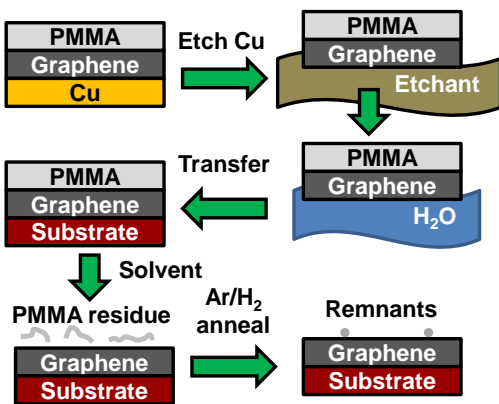 PMMA
Graphene
Cu
Etch Cu
PMMA
Graphene
Etchant
PMMA
Graphene
H₂O
Transfer
PMMA
Graphene
Substrate
Solvent
PMMA residue
Graphene
Substrate
Ar/H₂
anneal
Remnants
Graphene
Substrate